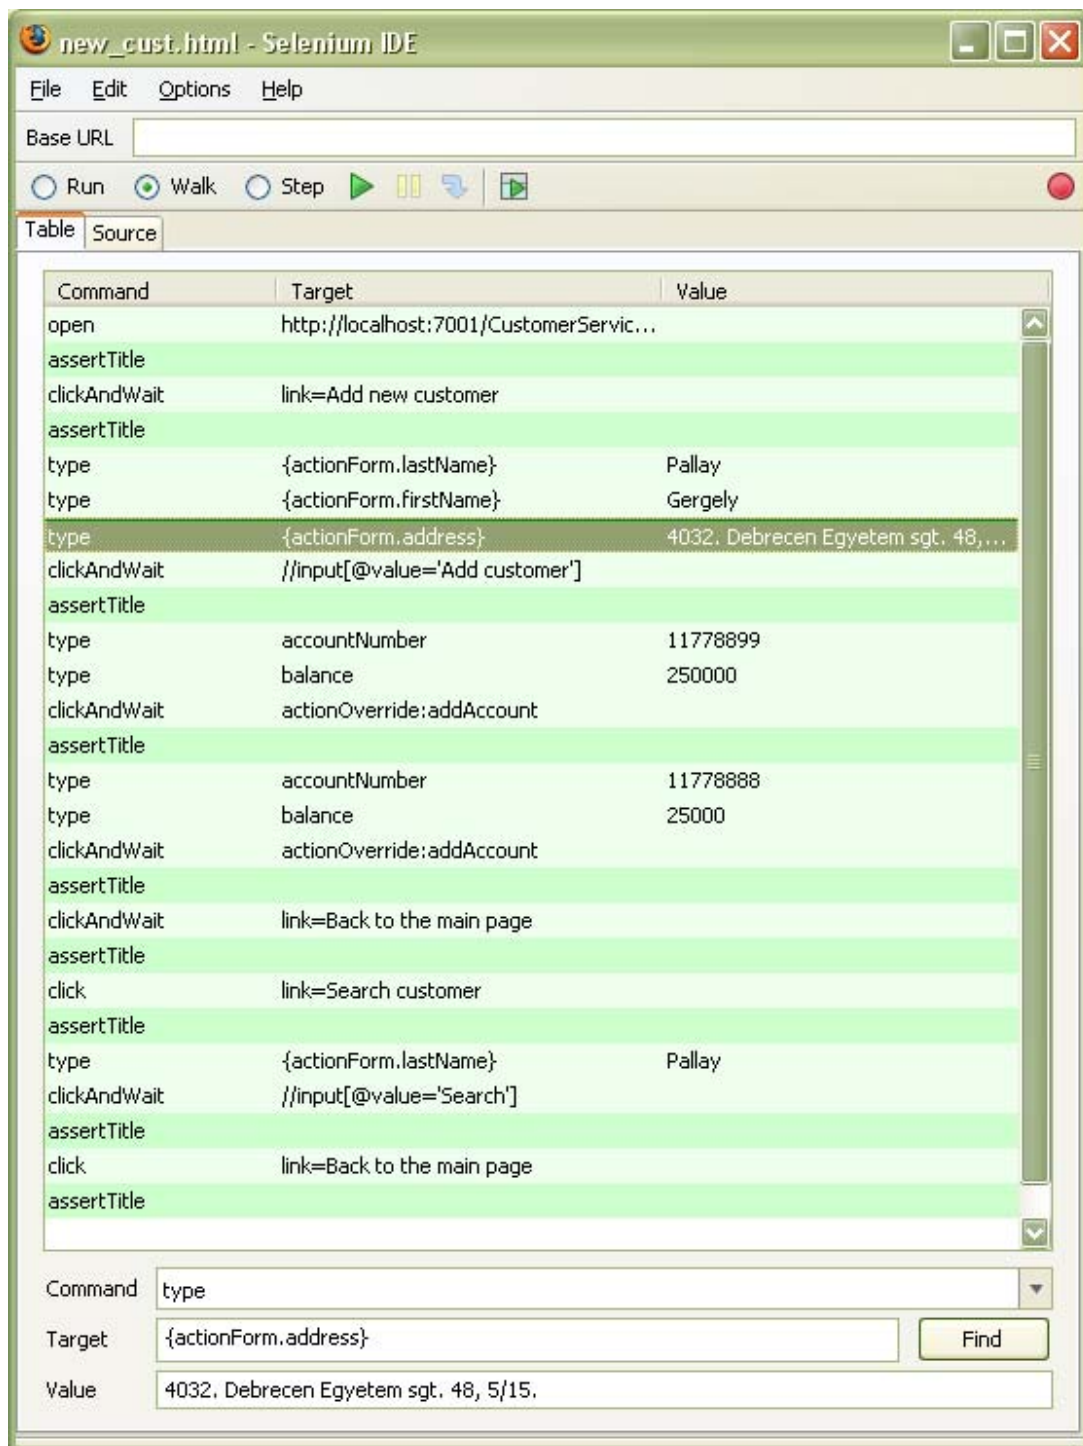 new_cust.html - Selenium IDE
File Edit Options Help
Base URL
Run Walk Step
Table Source
Command Target Value
open http://localhost:7001/CustomerServic...
assertTitle
clickAndWait link=Add new customer
assertTitle
type {actionForm.lastName} Pallay
type {actionForm.firstName} Gergely
type {actionForm.address} 4032. Debrecen Egyetem sgt. 48,...
clickAndWait //input[@value='Add customer']
assertTitle
type accountNumber 11778899
type balance 250000
clickAndWait actionOverride:addAccount
assertTitle
type accountNumber 11778888
type balance 25000
clickAndWait actionOverride:addAccount
assertTitle
clickAndWait link=Back to the main page
assertTitle
click link=Search customer
assertTitle
type {actionForm.lastName} Pallay
clickAndWait //input[@value='Search']
assertTitle
click link=Back to the main page
assertTitle
Command type
Target {actionForm.address} Find
Value 4032. Debrecen Egyetem sgt. 48, 5/15.